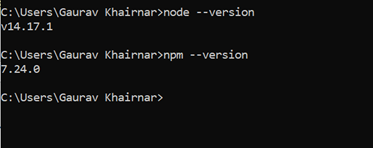 C:\Users\Gaurav Khairnar>node --version
v14.17.1
C:\Users\Gaurav Khairnar>npm --version
7.24.0
C:\Users\Gaurav Khairnar>